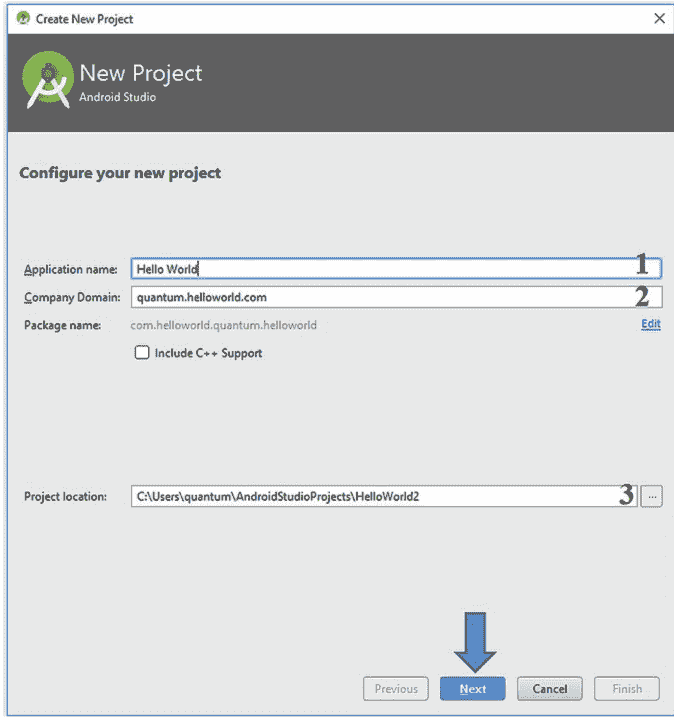 Create New Project
New Project
Android Studio
Configure your new project
Application name: Hello World 1
Company Domain: quantum.helloworld.com 2
Package name: com.helloworld.quantum.helloworld Edit
Include C++ Support
Project location: C:\Users\quantum\AndroidStudioProjects\HelloWorld2 3 ...
Previous Next Cancel Finish